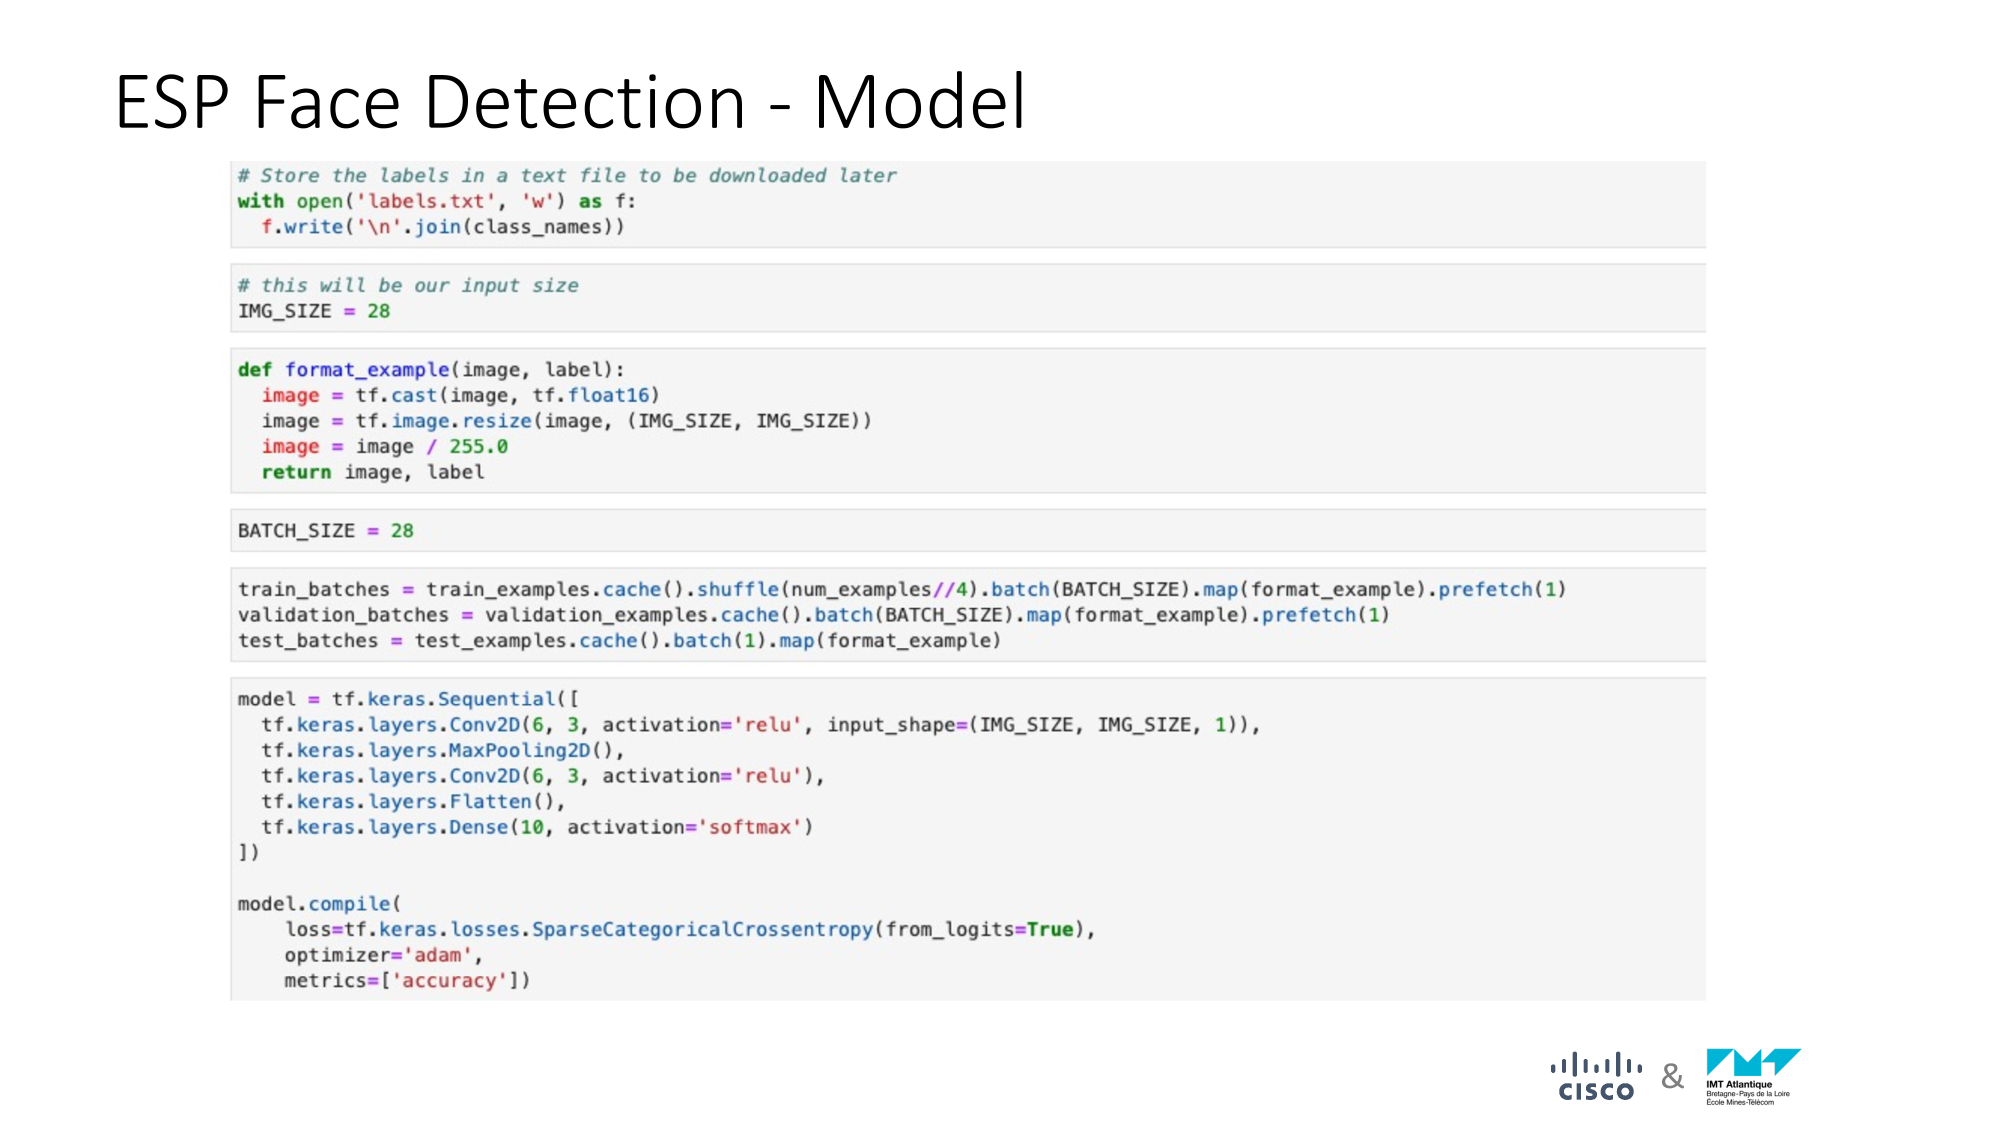 ESP Face Detection - Model
# Store the labels in a text file to be downloaded later
with open('labels.txt', 'w') as f:
  f.write('\n'.join(class_names))
# this will be our input size
IMG_SIZE = 28
def format_example(image, label):
  image = tf.cast(image, tf.float16)
  image = tf.image.resize(image, (IMG_SIZE, IMG_SIZE))
  image = image / 255.0
  return image, label
BATCH_SIZE = 28
train_batches = train_examples.cache().shuffle(num_examples//4).batch(BATCH_SIZE).map(format_example).prefetch(1)
validation_batches = validation_examples.cache().batch(BATCH_SIZE).map(format_example).prefetch(1)
test_batches = test_examples.cache().batch(1).map(format_example)
model = tf.keras.Sequential([
  tf.keras.layers.Conv2D(6, 3, activation='relu', input_shape=(IMG_SIZE, IMG_SIZE, 1)),
  tf.keras.layers.MaxPooling2D(),
  tf.keras.layers.Conv2D(6, 3, activation='relu'),
  tf.keras.layers.Flatten(),
  tf.keras.layers.Dense(10, activation='softmax')
])
model.compile(
    loss=tf.keras.losses.SparseCategoricalCrossentropy(from_logits=True),
    optimizer='adam',
    metrics=['accuracy'])
CISCO & IMT
IMT Atlantique
Bretagne-Pays de la Loire
École Mines-Télécom